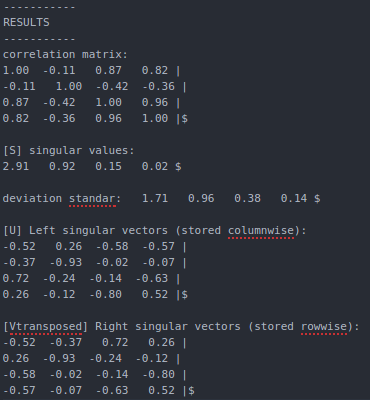 -----------
RESULTS
-----------
correlation matrix:
1.00  -0.11   0.87   0.82 |
-0.11   1.00  -0.42  -0.36 |
0.87  -0.42   1.00   0.96 |
0.82  -0.36   0.96   1.00 |$
[S] singular values:
2.91   0.92   0.15   0.02 $
deviation standar:   1.71   0.96   0.38   0.14 $
[U] Left singular vectors (stored columnwise):
-0.52   0.26  -0.58  -0.57 |
-0.37  -0.93  -0.02  -0.07 |
0.72  -0.24  -0.14  -0.63 |
0.26  -0.12  -0.80   0.52 |$
[Vtransposed] Right singular vectors (stored rowwise):
-0.52  -0.37   0.72   0.26 |
0.26  -0.93  -0.24  -0.12 |
-0.58  -0.02  -0.14  -0.80 |
-0.57  -0.07  -0.63   0.52 |$